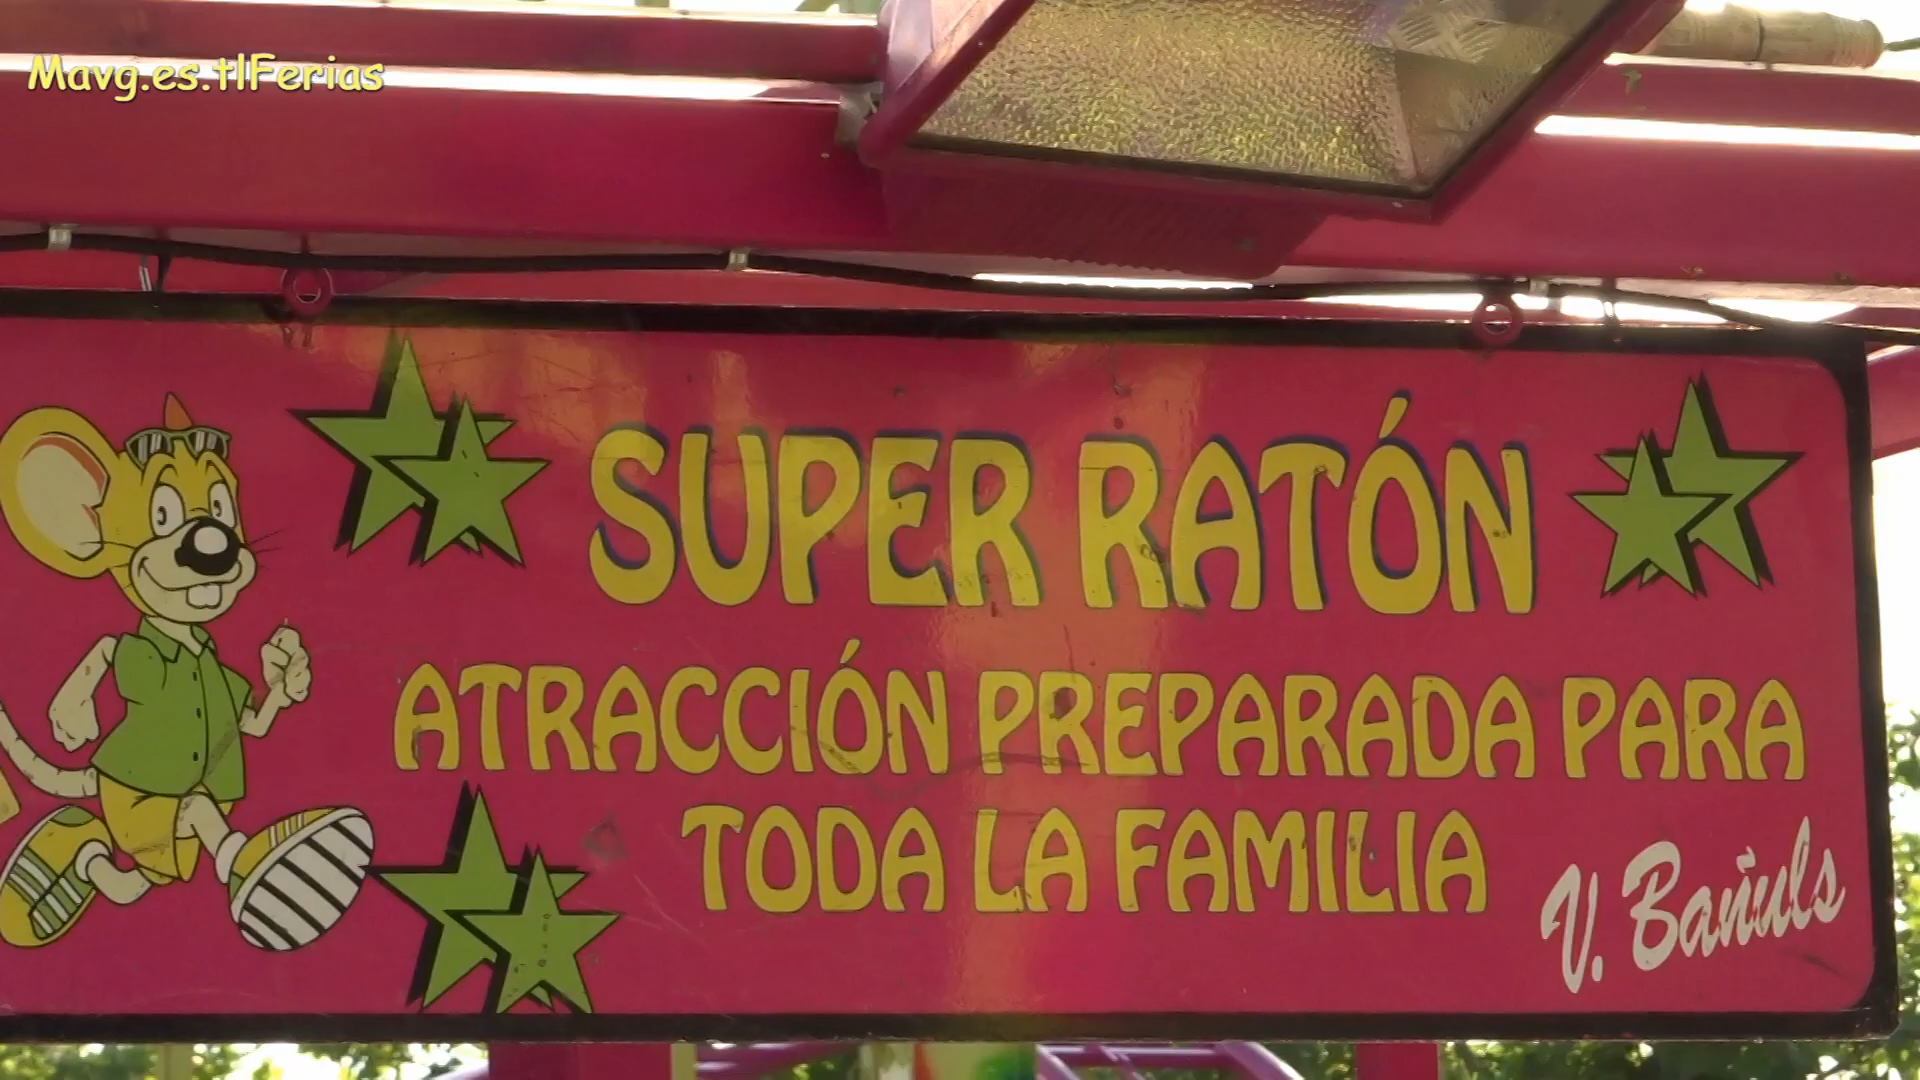 Mavg.es.tlFerias
SUPER RATÓN
ATRACCIÓN PREPARADA PARA
TODA LA FAMILIA
V. Bañuls